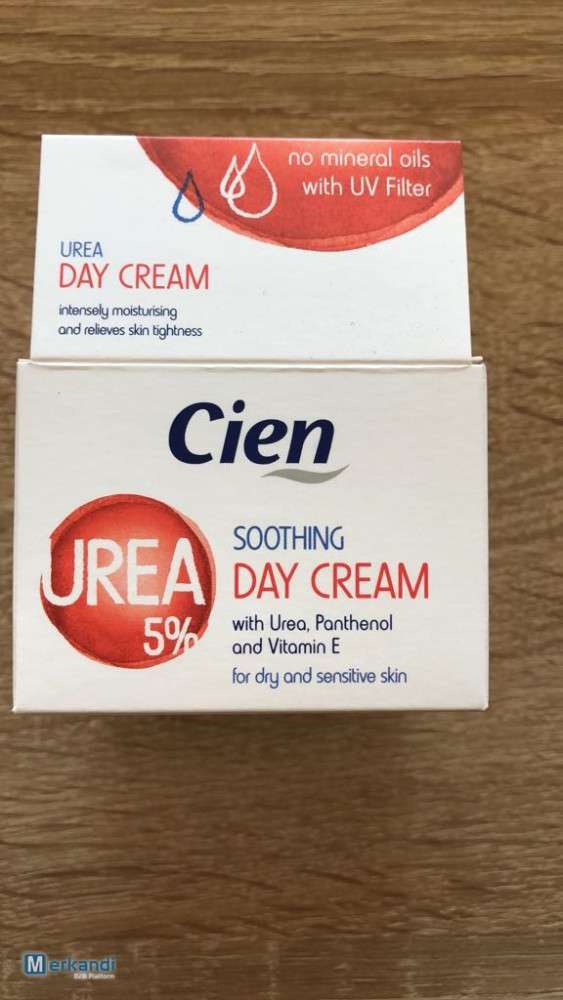 no mineral oils
with UV Filter
UREA
DAY CREAM
intensely moisturising
and relieves skin tightness
Cien
UREA
5%
SOOTHING
DAY CREAM
with Urea, Panthenol
and Vitamin E
for dry and sensitive skin
Merkandi
B2B Platform